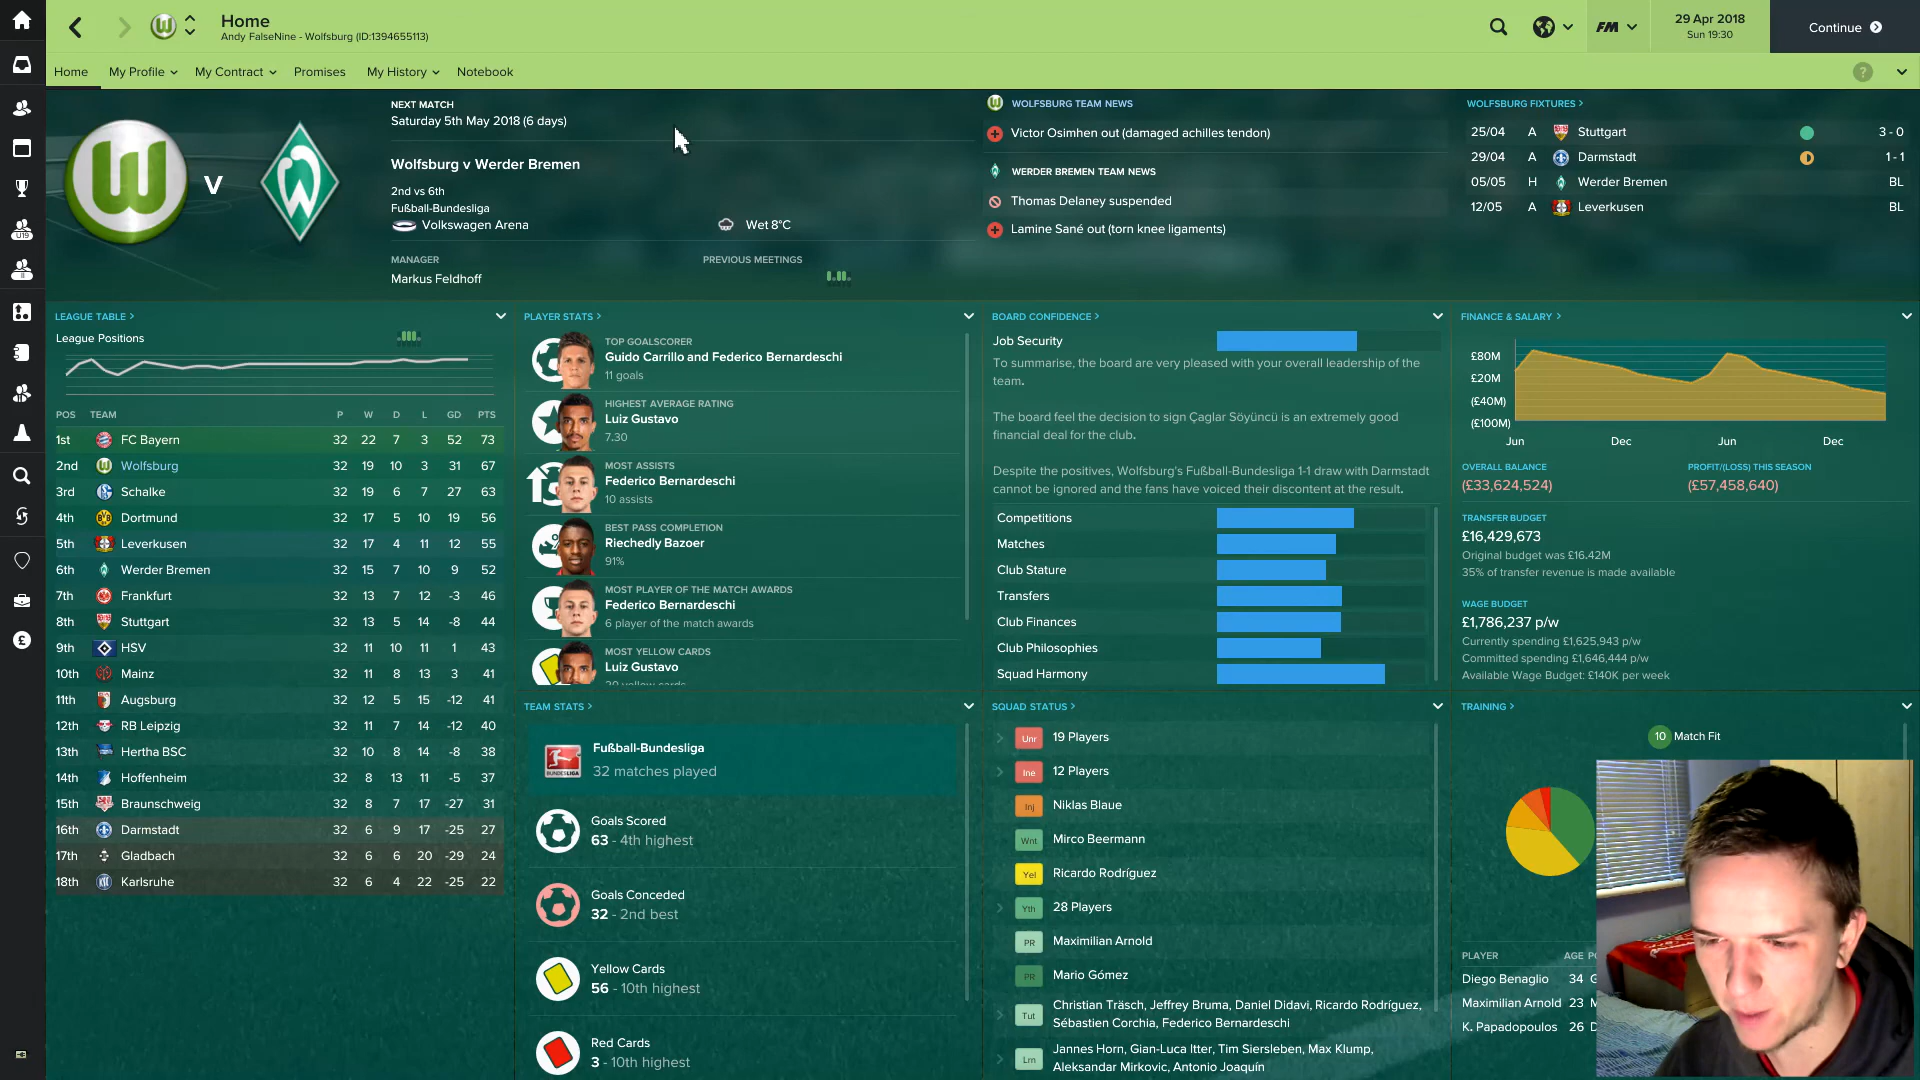 Home
Andy FalseNine - Wolfsburg (ID:1394655113)
FM
29 Apr 2018
Sun 19:30
Continue
Home
My Profile
My Contract
Promises
My History
Notebook
?
NEXT MATCH
Saturday 5th May 2018 (6 days)
V
Wolfsburg v Werder Bremen
2nd vs 6th
Fußball-Bundesliga
Volkswagen Arena
Wet 8°C
MANAGER
Markus Feldhoff
PREVIOUS MEETINGS
WOLFSBURG TEAM NEWS
Victor Osimhen out (damaged achilles tendon)
WERDER BREMEN TEAM NEWS
Thomas Delaney suspended
Lamine Sané out (torn knee ligaments)
WOLFSBURG FIXTURES >
25/04 A Stuttgart 3 - 0
29/04 A Darmstadt 1 - 1
05/05 H Werder Bremen BL
12/05 A Leverkusen BL
LEAGUE TABLE >
League Positions
POS TEAM P W D L GD PTS
1st FC Bayern 32 22 7 3 52 73
2nd Wolfsburg 32 19 10 3 31 67
3rd Schalke 32 19 6 7 27 63
4th Dortmund 32 17 5 10 19 56
5th Leverkusen 32 17 4 11 12 55
6th Werder Bremen 32 15 7 10 9 52
7th Frankfurt 32 13 7 12 -3 46
8th Stuttgart 32 13 5 14 -8 44
9th HSV 32 11 10 11 1 43
10th Mainz 32 11 8 13 3 41
11th Augsburg 32 12 5 15 -12 41
12th RB Leipzig 32 11 7 14 -12 40
13th Hertha BSC 32 10 8 14 -8 38
14th Hoffenheim 32 8 13 11 -5 37
15th Braunschweig 32 8 7 17 -27 31
16th Darmstadt 32 6 9 17 -25 27
17th Gladbach 32 6 6 20 -29 24
18th Karlsruhe 32 6 4 22 -25 22
PLAYER STATS >
TOP GOALSCORER
Guido Carrillo and Federico Bernardeschi
11 goals
HIGHEST AVERAGE RATING
Luiz Gustavo
7.30
MOST ASSISTS
Federico Bernardeschi
10 assists
BEST PASS COMPLETION
Riechedly Bazoer
91%
MOST PLAYER OF THE MATCH AWARDS
Federico Bernardeschi
6 player of the match awards
MOST YELLOW CARDS
Luiz Gustavo
TEAM STATS >
Fußball-Bundesliga
32 matches played
Goals Scored
63 - 4th highest
Goals Conceded
32 - 2nd best
Yellow Cards
56 - 10th highest
Red Cards
3 - 10th highest
BOARD CONFIDENCE >
Job Security
To summarise, the board are very pleased with your overall leadership of the
team.
The board feel the decision to sign Çaglar Söyüncü is an extremely good
financial deal for the club.
Despite the positives, Wolfsburg's Fußball-Bundesliga 1-1 draw with Darmstadt
cannot be ignored and the fans have voiced their discontent at the result.
Competitions
Matches
Club Stature
Transfers
Club Finances
Club Philosophies
Squad Harmony
SQUAD STATUS >
Unr 19 Players
Ine 12 Players
Inj Niklas Blaue
Wnt Mirco Beermann
Yel Ricardo Rodríguez
Yth 28 Players
PR Maximilian Arnold
PR Mario Gómez
Tut Christian Träsch, Jeffrey Bruma, Daniel Didavi, Ricardo Rodríguez,
Sébastien Corchia, Federico Bernardeschi
Lrn Jannes Horn, Gian-Luca Itter, Tim Siersleben, Max Klump,
Aleksandar Mirkovic, Antonio Joaquín
FINANCE & SALARY >
£80M
£20M
(£40M)
(£100M)
Jun Dec Jun Dec
OVERALL BALANCE
(£33,624,524)
PROFIT/(LOSS) THIS SEASON
(£57,458,640)
TRANSFER BUDGET
£16,429,673
Original budget was £16.42M
35% of transfer revenue is made available
WAGE BUDGET
£1,786,237 p/w
Currently spending £1,625,943 p/w
Committed spending £1,646,444 p/w
Available Wage Budget: £140K per week
TRAINING >
10 Match Fit
PLAYER AGE
Diego Benaglio 34
Maximilian Arnold 23
K. Papadopoulos 26